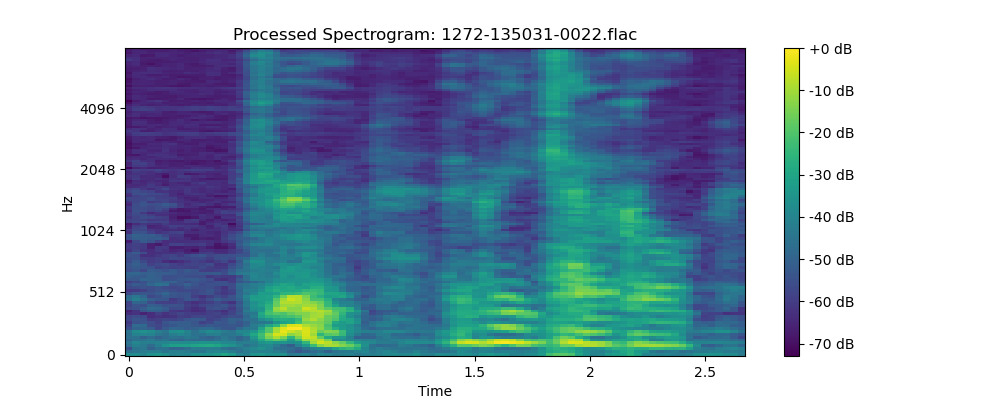 Processed Spectrogram: 1272-135031-0022.flac
Hz
4096
2048
1024
512
0
0
0.5
1
1.5
2
2.5
Time
+0 dB
-10 dB
-20 dB
-30 dB
-40 dB
-50 dB
-60 dB
-70 dB